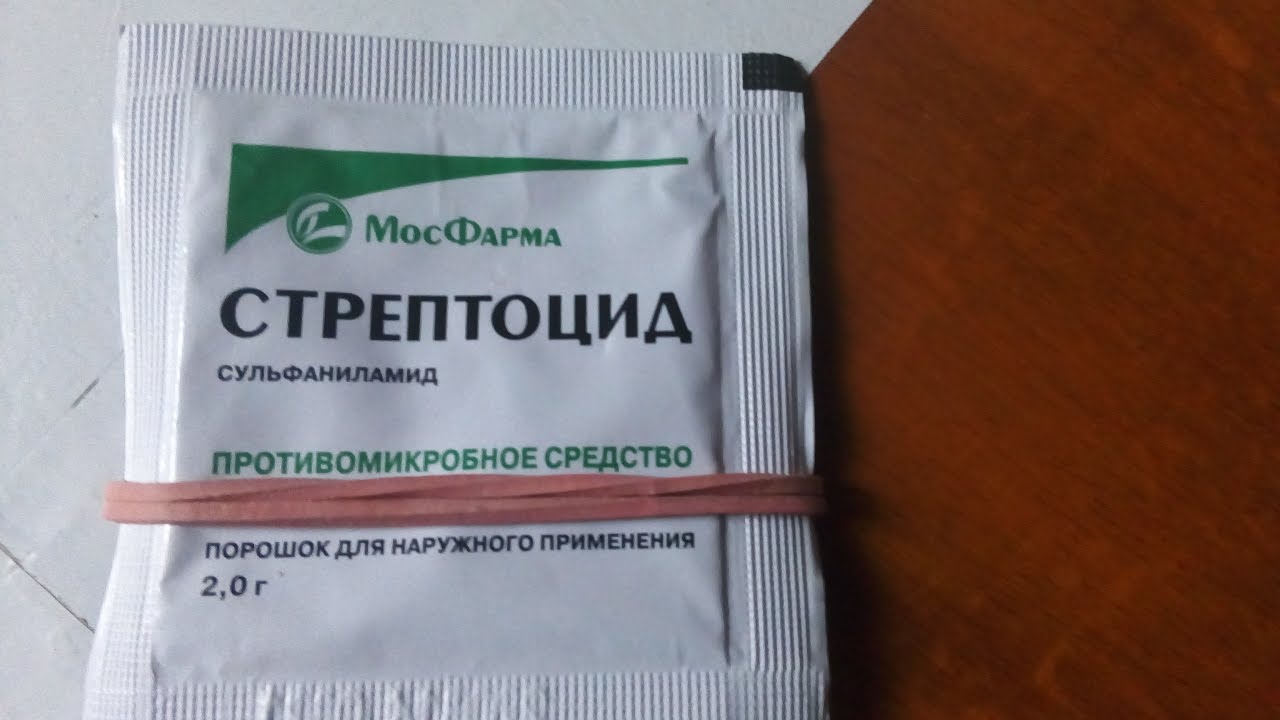 МосФарма
СТРЕПТОЦИД
СУЛЬФАНИЛАМИД
ПРОТИВОМИКРОБНОЕ СРЕДСТВО
ПОРОШОК ДЛЯ НАРУЖНОГО ПРИМЕНЕНИЯ
2,0 г